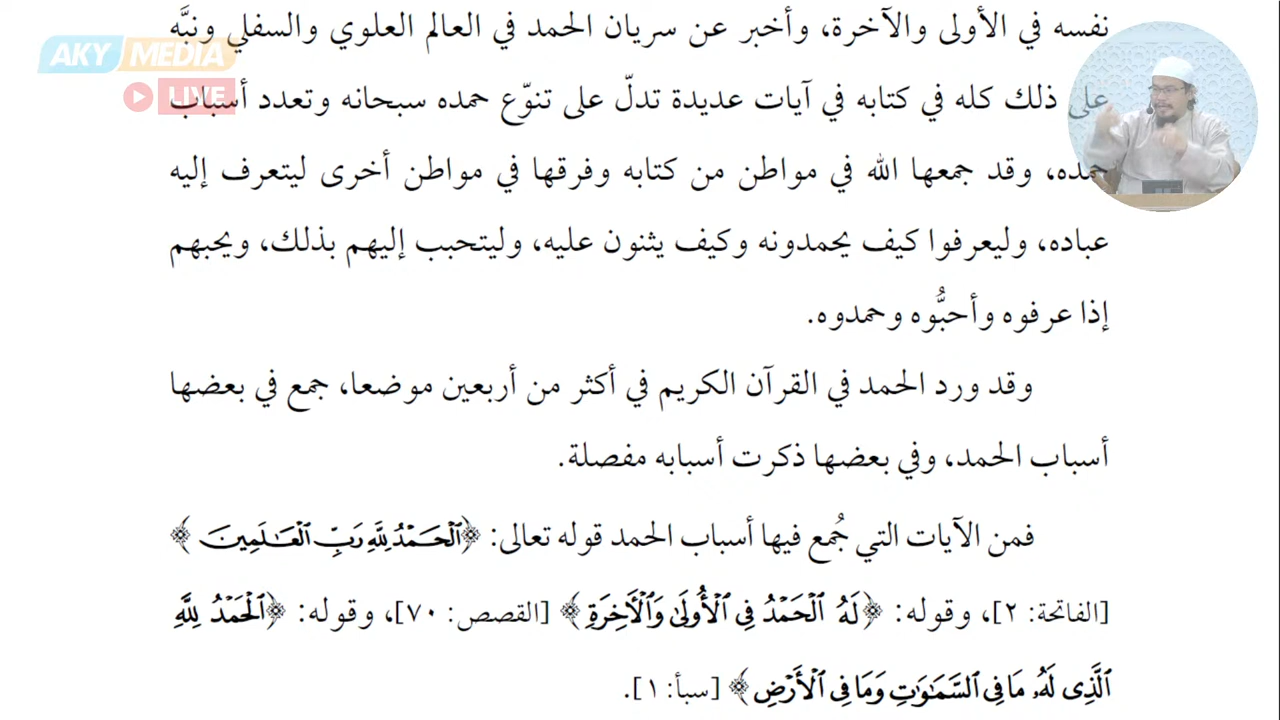 AKY MEDIA
LIVE
نفسه في الأولى والآخرة، وأخبر عن سريان الحمد في العالم العلوي والسفلي ونبَّه
على ذلك كله في كتابه في آيات عديدة تدلّ على تنوّع حمده سبحانه وتعدد أسباب
حمده، وقد جمعها الله في مواطن من كتابه وفرقها في مواطن أخرى ليتعرف إليه
عباده، وليعرفوا كيف يحمدونه وكيف يثنون عليه، وليتحبب إليهم بذلك، ويحبهم
إذا عرفوه وأحبُّوه وحمدوه.
وقد ورد الحمد في القرآن الكريم في أكثر من أربعين موضعا، جمع في بعضها
أسباب الحمد، وفي بعضها ذكرت أسبابه مفصلة.
فمن الآيات التي جُمع فيها أسباب الحمد قوله تعالى: ﴿ٱلْحَمْدُ لِلَّهِ رَبِّ ٱلْعَـٰلَمِينَ﴾
[الفاتحة: ٢]، وقوله: ﴿لَهُ ٱلْحَمْدُ فِى ٱلْأُولَىٰ وَٱلْـَٔاخِرَةِ﴾ [القصص: ٧٠]، وقوله: ﴿ٱلْحَمْدُ لِلَّهِ
ٱلَّذِى لَهُۥ مَا فِى ٱلسَّمَـٰوَٰتِ وَمَا فِى ٱلْأَرْضِ﴾ [سبأ: ١].